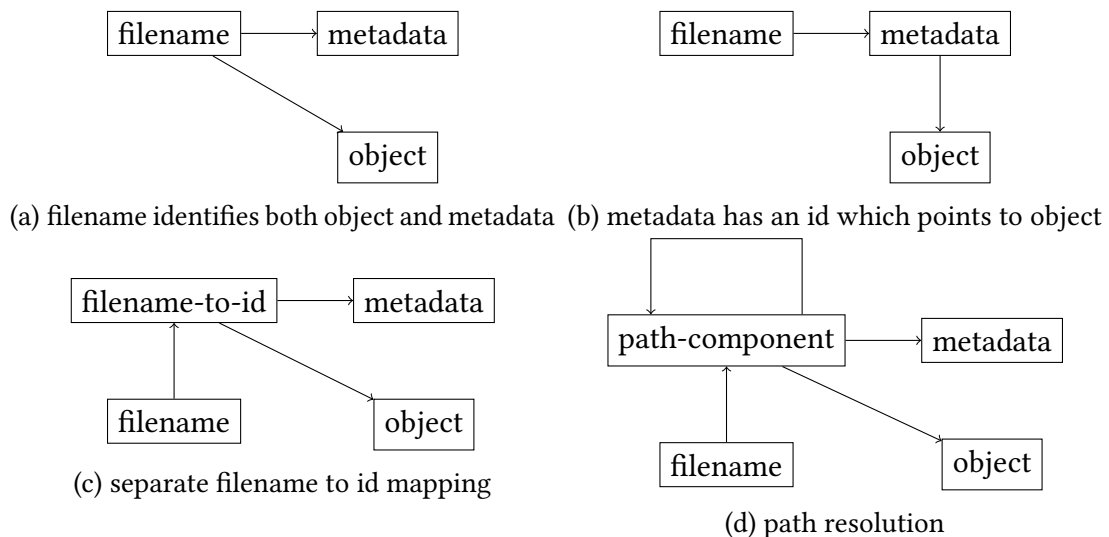 filename
metadata
object
(a) filename identifies both object and metadata
filename
metadata
object
(b) metadata has an id which points to object
filename-to-id
metadata
filename
object
(c) separate filename to id mapping
path-component
metadata
filename
object
(d) path resolution